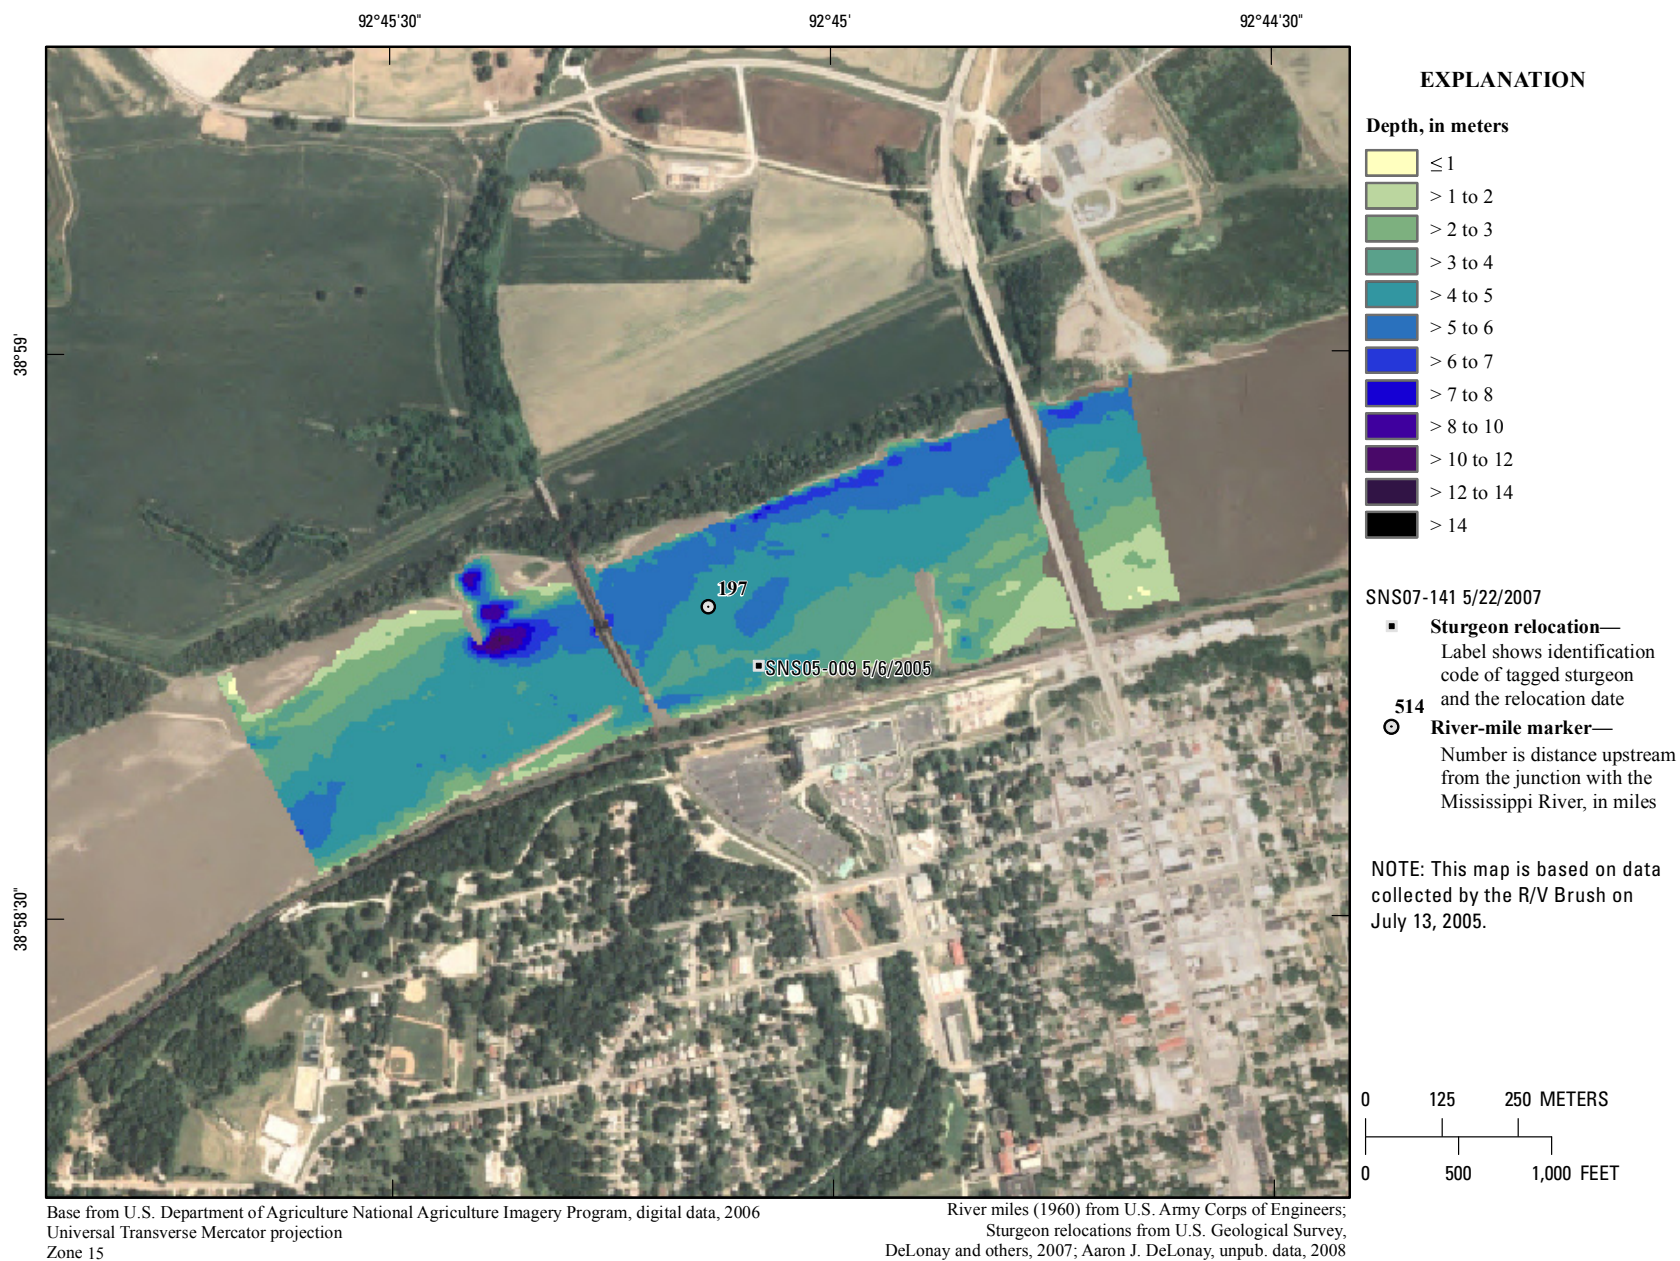 92°45'30"
92°45'
92°44'30"
38°59'
38°58'30"
197
SNS05-009 5/6/2005
EXPLANATION
Depth, in meters
≤ 1
> 1 to 2
> 2 to 3
> 3 to 4
> 4 to 5
> 5 to 6
> 6 to 7
> 7 to 8
> 8 to 10
> 10 to 12
> 12 to 14
> 14
SNS07-141 5/22/2007
Sturgeon relocation—
Label shows identification
code of tagged sturgeon
and the relocation date
514
River-mile marker—
Number is distance upstream
from the junction with the
Mississippi River, in miles
NOTE: This map is based on data
collected by the R/V Brush on
July 13, 2005.
0 125 250 METERS
0 500 1,000 FEET
Base from U.S. Department of Agriculture National Agriculture Imagery Program, digital data, 2006
Universal Transverse Mercator projection
Zone 15
River miles (1960) from U.S. Army Corps of Engineers;
Sturgeon relocations from U.S. Geological Survey,
DeLonay and others, 2007; Aaron J. DeLonay, unpub. data, 2008